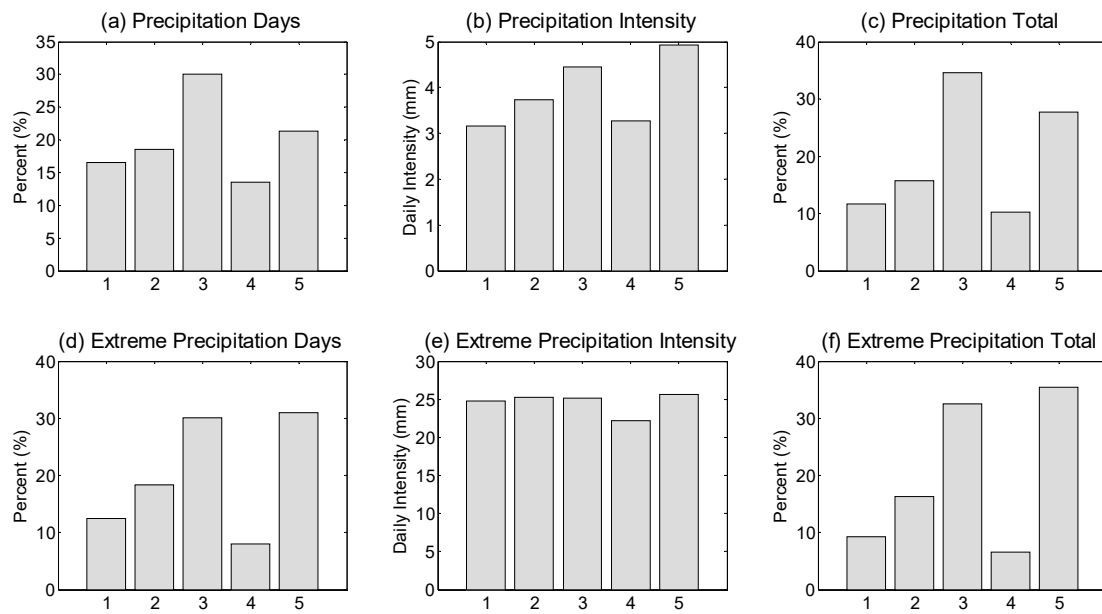 (a) Precipitation Days
Percent (%)
35
30
25
20
15
10
5
0
1 2 3 4 5
(b) Precipitation Intensity
Daily Intensity (mm)
5
4
3
2
1
0
1 2 3 4 5
(c) Precipitation Total
Percent (%)
40
30
20
10
0
1 2 3 4 5
(d) Extreme Precipitation Days
Percent (%)
40
30
20
10
0
1 2 3 4 5
(e) Extreme Precipitation Intensity
Daily Intensity (mm)
30
25
20
15
10
5
0
1 2 3 4 5
(f) Extreme Precipitation Total
Percent (%)
40
30
20
10
0
1 2 3 4 5